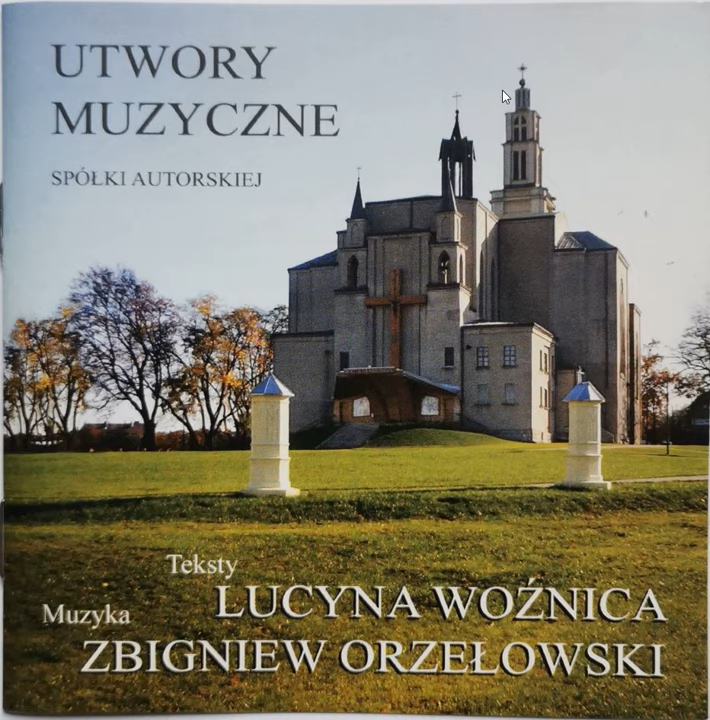 UTWORY
MUZYCZNE
SPÓŁKI AUTORSKIEJ
Teksty
LUCYNA WOŹNICA
Muzyka
ZBIGNIEW ORZEŁOWSKI